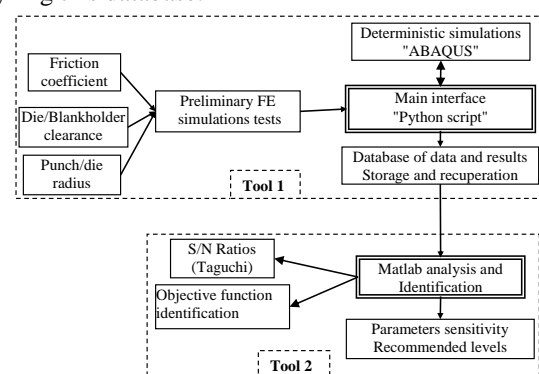 Deterministic simulations
"ABAQUS"
Friction
coefficient
Preliminary FE
simulations tests
Main interface
"Python script"
Die/Blankholder
clearance
Punch/die
radius
Database of data and results
Storage and recuperation
Tool 1
S/N Ratios
(Taguchi)
Matlab analysis and
Identification
Objective function
identification
Parameters sensitivity
Recommended levels
Tool 2